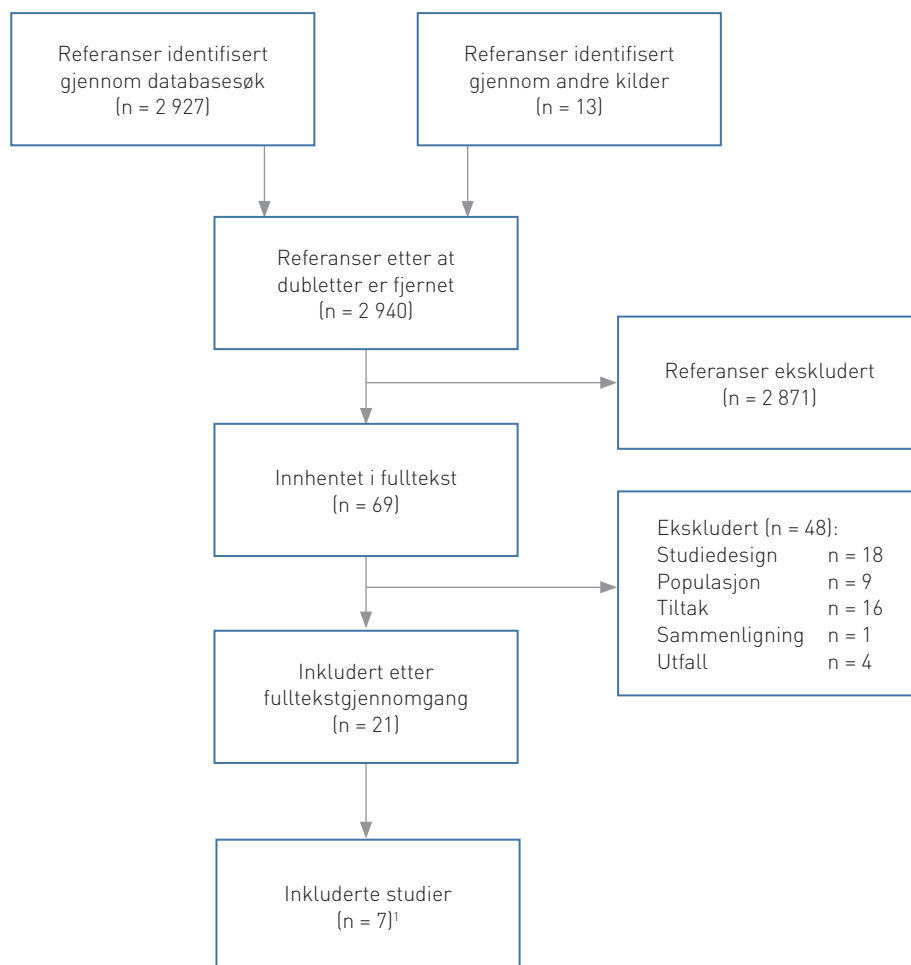 Referanser identifisert
gjennom databasesøk
(n = 2 927)
Referanser identifisert
gjennom andre kilder
(n = 13)
Referanser etter at
dubletter er fjernet
(n = 2 940)
Referanser ekskludert
(n = 2 871)
Innhentet i fulltekst
(n = 69)
Ekskludert (n = 48):
Studiedesign n = 18
Populasjon n = 9
Tiltak n = 16
Sammenligning n = 1
Utfall n = 4
Inkludert etter
fulltekstgjennomgang
(n = 21)
Inkluderte studier
(n = 7)¹